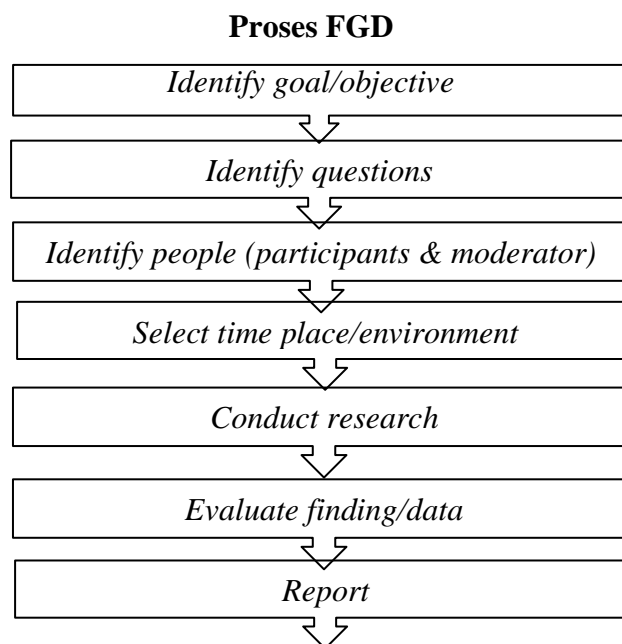 Proses FGD
Identify goal/objective
Identify questions
Identify people (participants & moderator)
Select time place/environment
Conduct research
Evaluate finding/data
Report